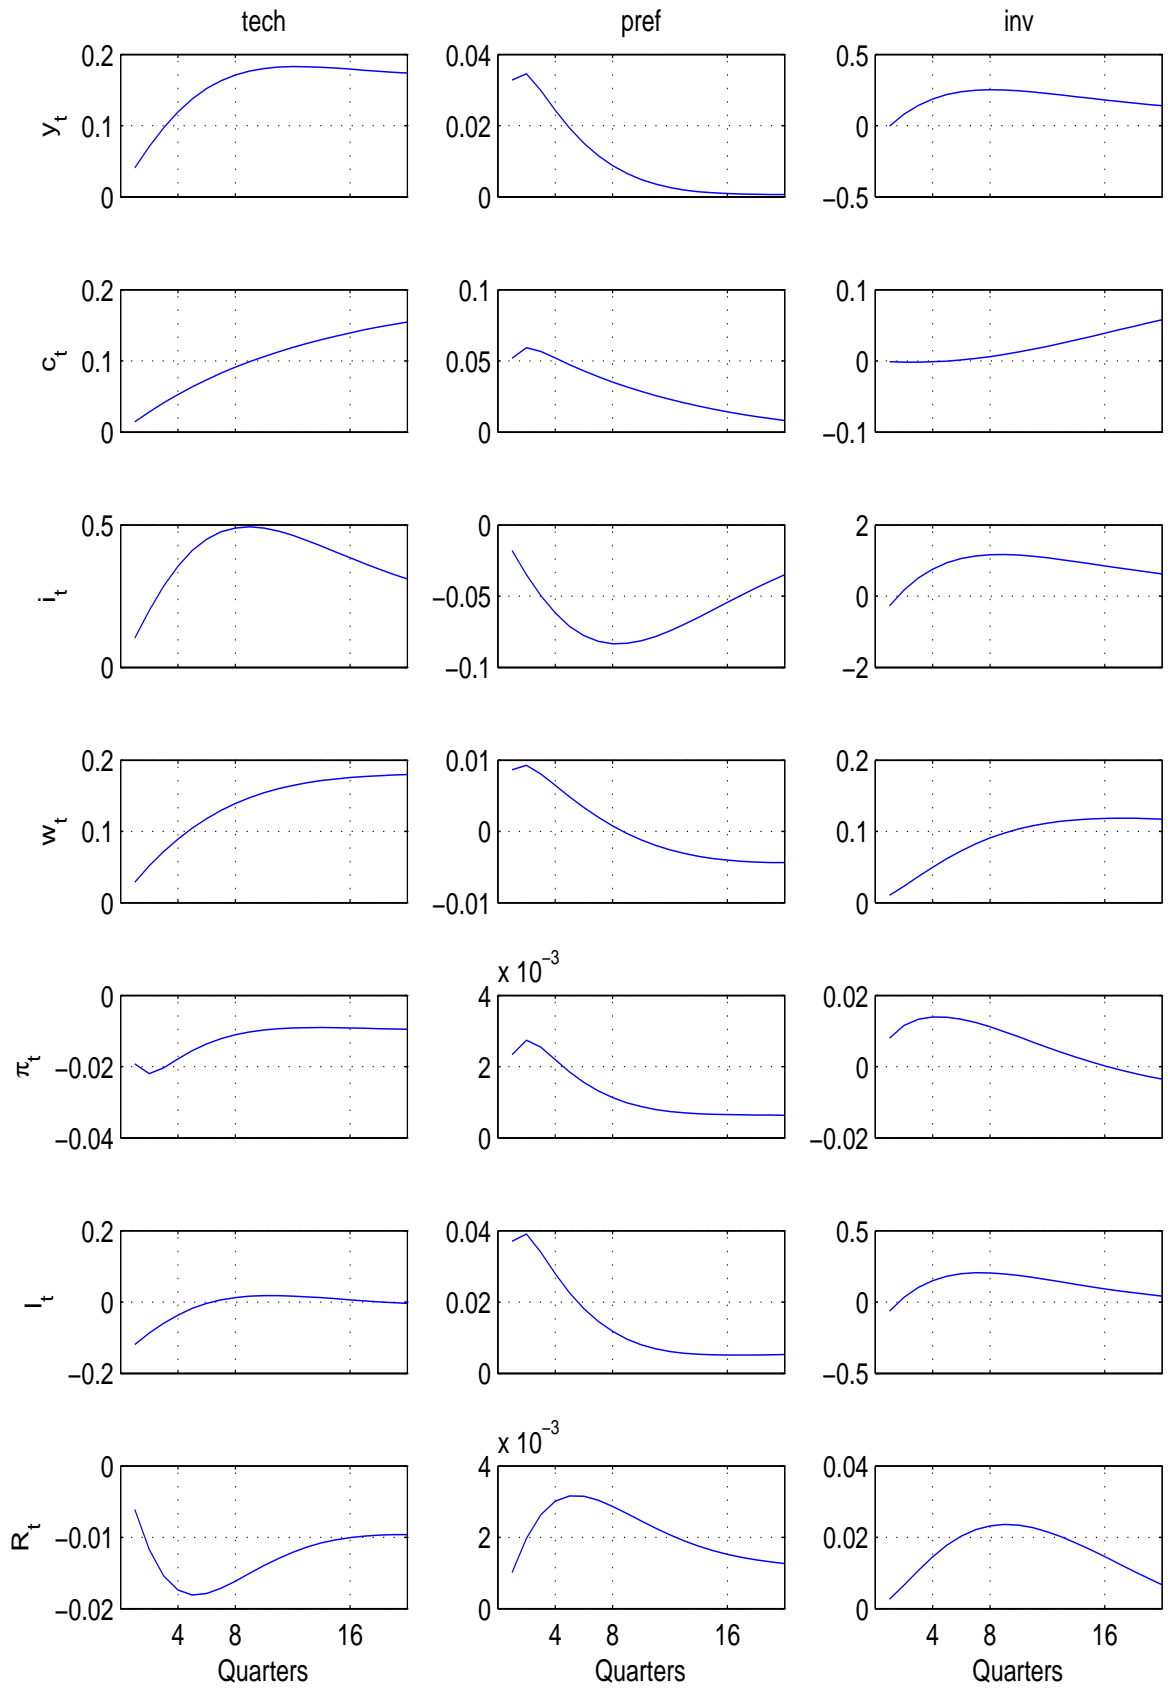 tech pref inv
0.2 0.04 0.5
y_t 0.1 0.02 0
0 0 −0.5
0.2 0.1 0.1
c_t 0.1 0.05 0
0 0 −0.1
0.5 0 2
i_t −0.05 0
0 −0.1 −2
0.2 0.01 0.2
w_t 0.1 0 0.1
0 −0.01 0
x 10^−3
0 4 0.02
π_t −0.02 2 0
−0.04 0 −0.02
0.2 0.04 0.5
l_t 0 0.02 0
−0.2 0 −0.5
x 10^−3
0 4 0.04
R_t −0.01 2 0.02
−0.02 0 0
4 8 16 4 8 16 4 8 16
Quarters Quarters Quarters